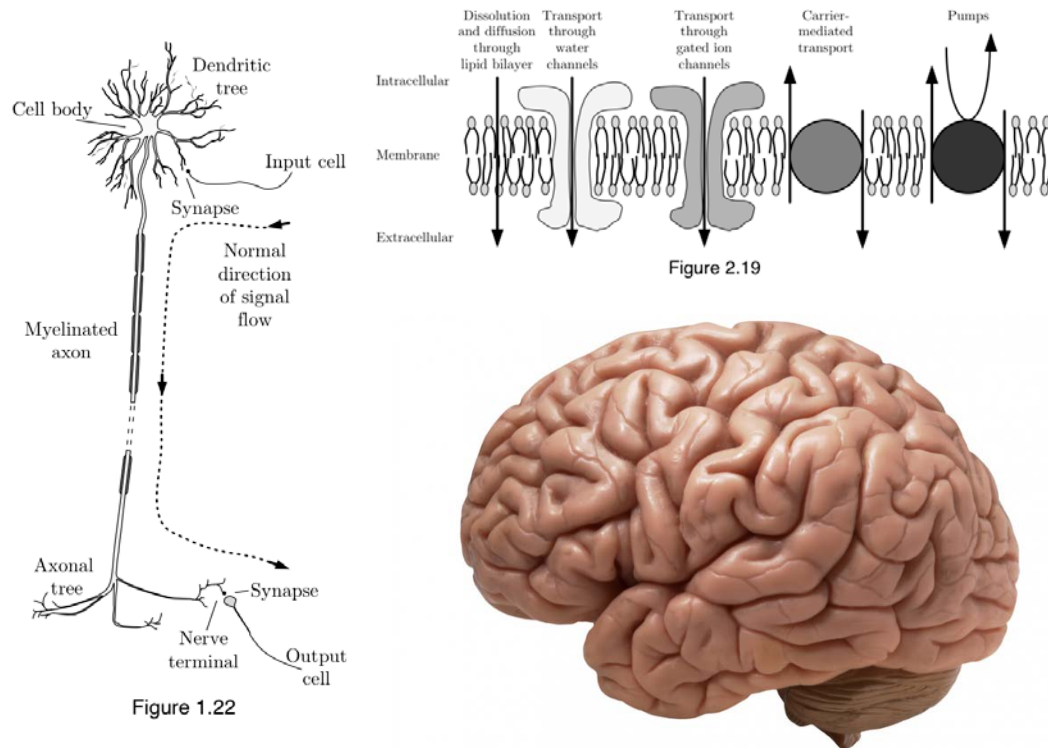 Dendritic
tree
Cell body
Input cell
Synapse
Normal
direction
of signal
flow
Myelinated
axon
Axonal
tree
Synapse
Nerve
terminal
Output
cell
Figure 1.22
Dissolution
and diffusion
through
lipid bilayer
Transport
through
water
channels
Transport
through
gated ion
channels
Carrier-
mediated
transport
Pumps
Intracellular
Membrane
Extracellular
Figure 2.19